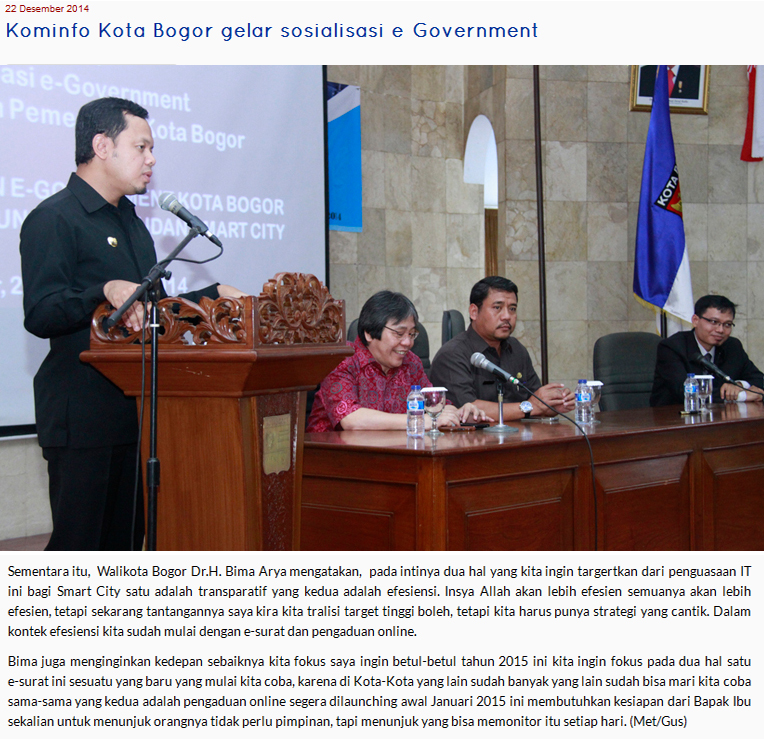 22 Desember 2014
Kominfo Kota Bogor gelar sosialisasi e Government
asi e-Government
Kota Bogor
N E-GO
MENT KOTA BOGOR
UN
DAN SMART CITY
14
KOTA
Sementara itu, Walikota Bogor Dr.H. Bima Arya mengatakan, pada intinya dua hal yang kita ingin targertkan dari penguasaan IT
ini bagi Smart City satu adalah transparatif yang kedua adalah efesiensi. Insya Allah akan lebih efesien semuanya akan lebih
efesien, tetapi sekarang tantangannya saya kira kita tralisi target tinggi boleh, tetapi kita harus punya strategi yang cantik. Dalam
kontek efesiensi kita sudah mulai dengan e-surat dan pengaduan online.
Bima juga menginginkan kedepan sebaiknya kita fokus saya ingin betul-betul tahun 2015 ini kita ingin fokus pada dua hal satu
e-surat ini sesuatu yang baru yang mulai kita coba, karena di Kota-Kota yang lain sudah banyak yang lain sudah bisa mari kita coba
sama-sama yang kedua adalah pengaduan online segera dilaunching awal Januari 2015 ini membutuhkan kesiapan dari Bapak Ibu
sekalian untuk menunjuk orangnya tidak perlu pimpinan, tapi menunjuk yang bisa memonitor itu setiap hari. (Met/Gus)